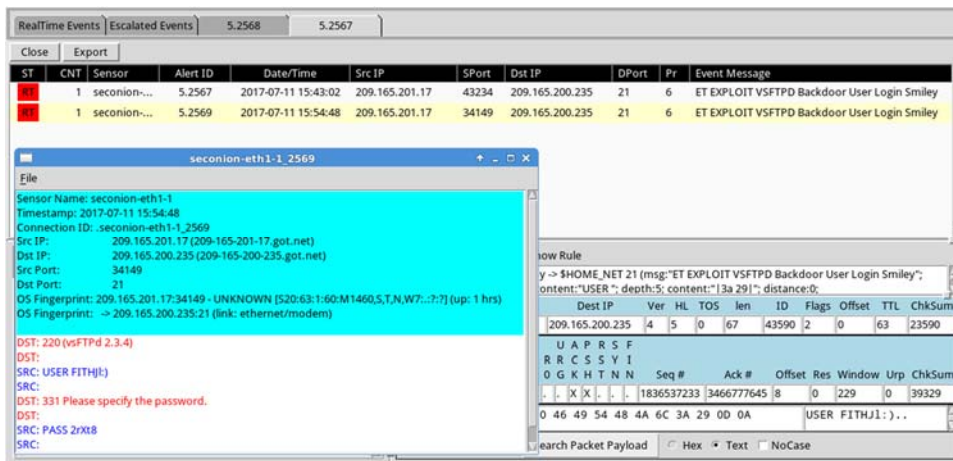 RealTime Events Escalated Events 5.2568 5.2567
Close Export
ST CNT Sensor Alert ID Date/Time Src IP SPort Dst IP DPort Pr Event Message
RT 1 seconion-... 5.2567 2017-07-11 15:43:02 209.165.201.17 43234 209.165.200.235 21 6 ET EXPLOIT VSFTPD Backdoor User Login Smiley
RT 1 seconion-... 5.2569 2017-07-11 15:54:48 209.165.201.17 34149 209.165.200.235 21 6 ET EXPLOIT VSFTPD Backdoor User Login Smiley
seconion-eth1-1_2569
File
Sensor Name: seconion-eth1-1
Timestamp: 2017-07-11 15:54:48
Connection ID: .seconion-eth1-1_2569
Src IP: 209.165.201.17 (209-165-201-17.got.net)
Dst IP: 209.165.200.235 (209-165-200-235.got.net)
Src Port: 34149
Dst Port: 21
OS Fingerprint: 209.165.201.17:34149 - UNKNOWN [S20:63:1:60:M1460,S,T,N,W7:.:?:?] (up: 1 hrs)
OS Fingerprint: -> 209.165.200.235:21 (link: ethernet/modem)
DST: 220 (vsFTPd 2.3.4)
DST:
SRC: USER FITHJl:)
SRC:
DST: 331 Please specify the password.
DST:
SRC: PASS 2rXt8
SRC:
ow Rule
y -> $HOME_NET 21 (msg:"ET EXPLOIT VSFTPD Backdoor User Login Smiley";
ontent:"USER "; depth:5; content:"|3a 29|"; distance:0;
Dest IP Ver HL TOS len ID Flags Offset TTL ChkSum
209.165.200.235 4 5 0 67 43590 2 0 63 23590
U A P R S F
R R C S S Y I
0 G K H T N N Seq # Ack # Offset Res Window Urp ChkSum
. . X X . . . 1836537233 3466777645 8 0 229 0 39329
0 46 49 54 48 4A 6C 3A 29 0D 0A USER FITHJl:)..
earch Packet Payload Hex Text NoCase